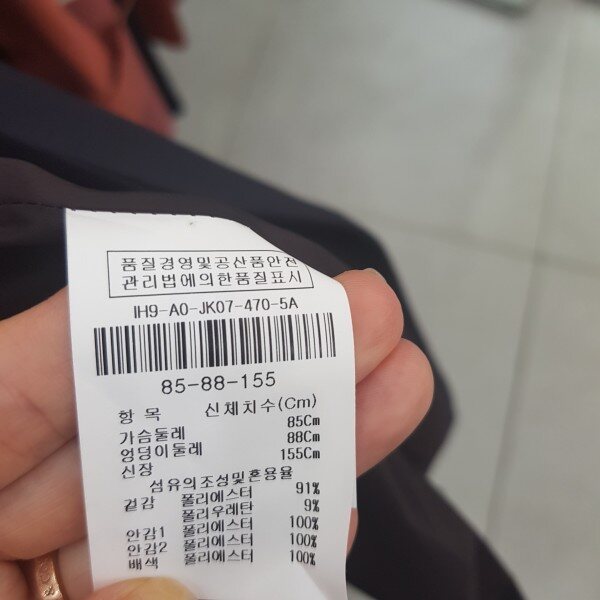 품질경영및공산품안전
관리법에의한품질표시
IH9-A0-JK07-470-5A
85-88-155
항 목 신체치수(Cm)
가슴둘레 85Cm
엉덩이둘레 88Cm
신장 155Cm
섬유의조성및혼용율
겉감 폴리에스터 91%
폴리우레탄 9%
안감1 폴리에스터 100%
안감2 폴리에스터 100%
배색 폴리에스터 100%